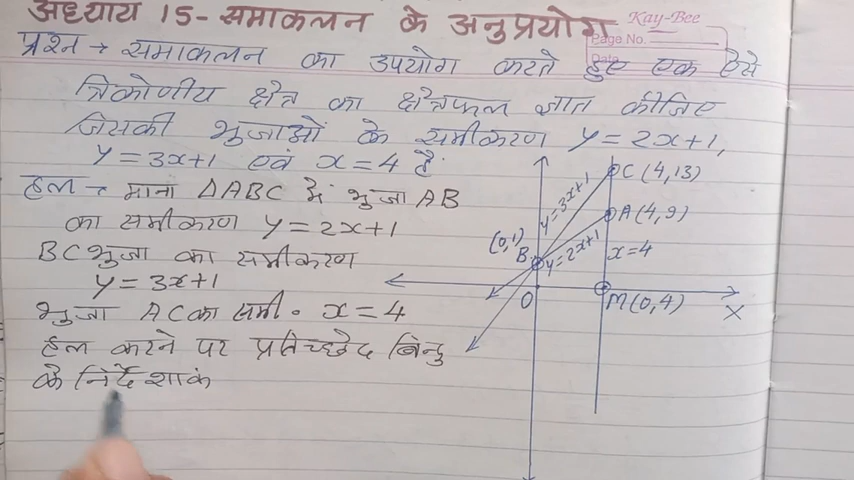 अध्याय 15- समाकलन के अनुप्रयोग
Kay-Bee
Page No.
Date
प्रश्न → समाकलन का उपयोग करते हुए एक ऐसे
त्रिकोणीय क्षेत्र का क्षेत्रफल ज्ञात कीजिए
जिसकी भुजाओं के समीकरण y = 2x+1,
y = 3x+1 एवं x = 4 है
हल → माना ΔABC में भुजा AB
का समीकरण y = 2x+1
BC भुजा का समीकरण
y = 3x+1
भुजा AC का समी. x = 4
हल करने पर प्रतिच्छेद बिन्दु
के निर्देशाकं
C (4,13)
y = 3x+1
A (4,9)
(0,1)
B
y = 2x+1
x = 4
O
M(0,4)
X